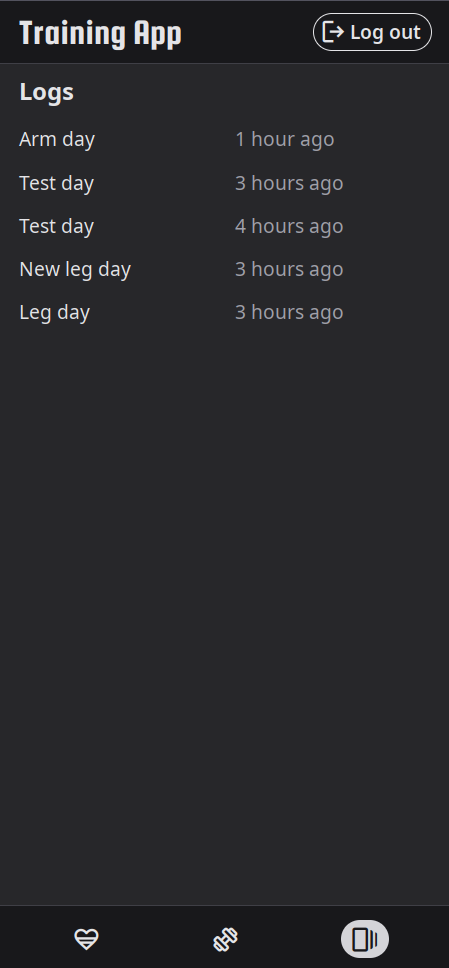 Training App
Log out
Logs
Arm day 1 hour ago
Test day 3 hours ago
Test day 4 hours ago
New leg day 3 hours ago
Leg day 3 hours ago